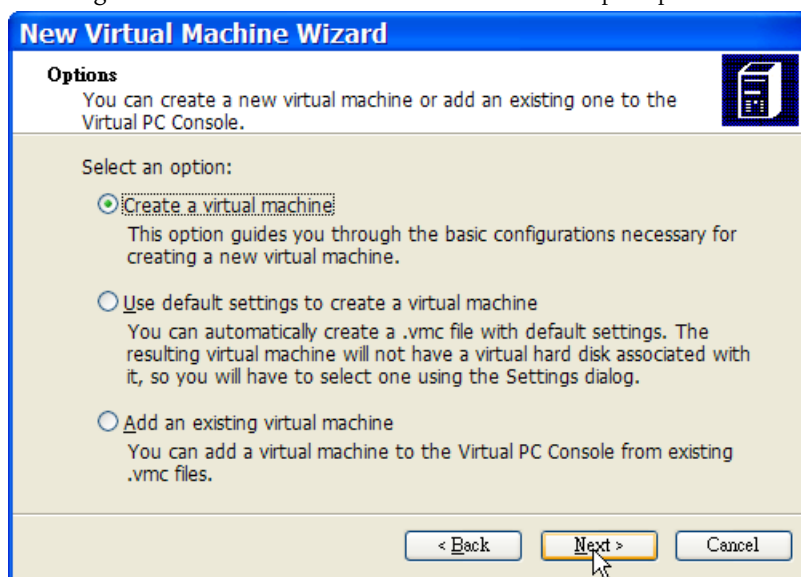 New Virtual Machine Wizard
Options
You can create a new virtual machine or add an existing one to the
Virtual PC Console.
Select an option:
Create a virtual machine
This option guides you through the basic configurations necessary for
creating a new virtual machine.
Use default settings to create a virtual machine
You can automatically create a .vmc file with default settings. The
resulting virtual machine will not have a virtual hard disk associated with
it, so you will have to select one using the Settings dialog.
Add an existing virtual machine
You can add a virtual machine to the Virtual PC Console from existing
.vmc files.
< Back Next > Cancel